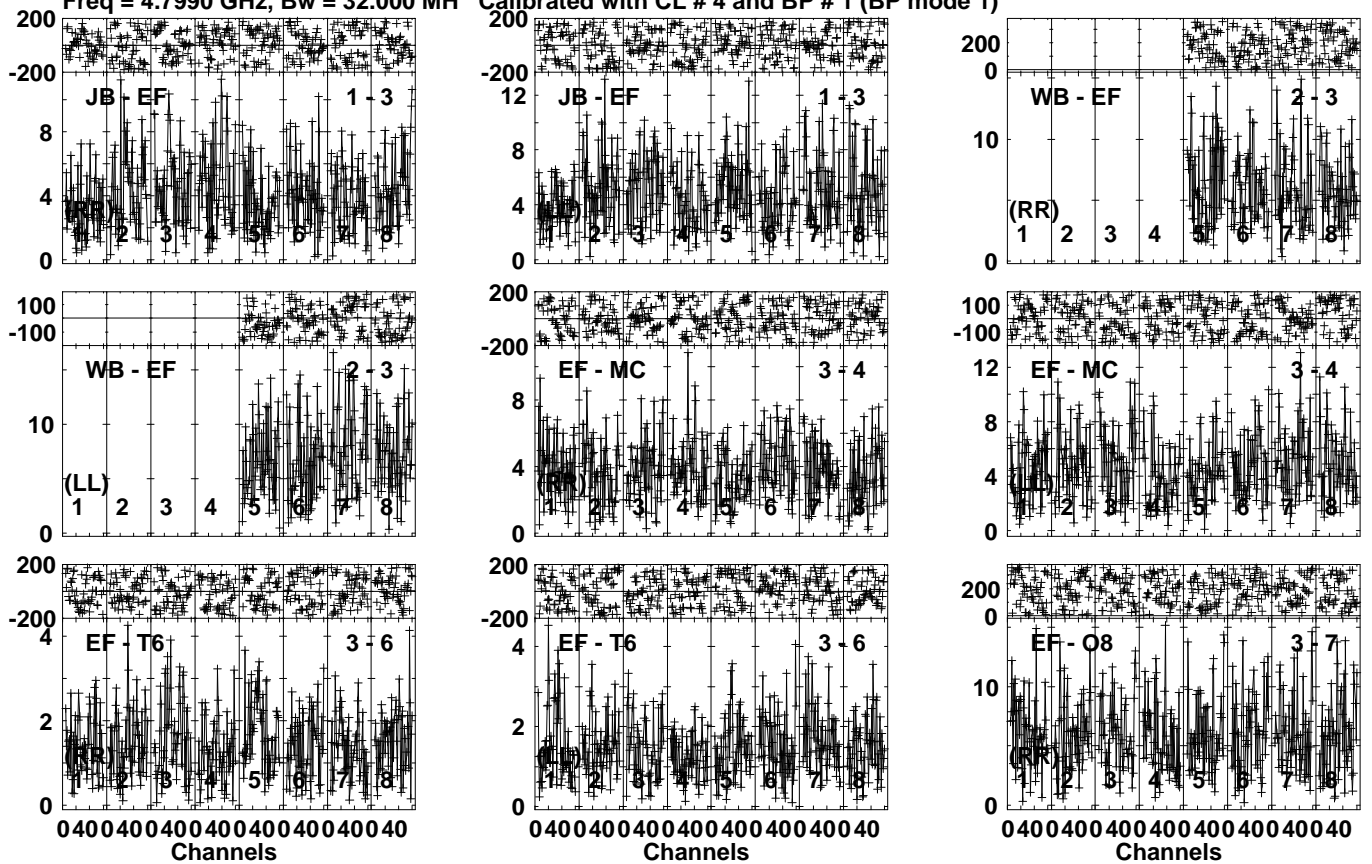 Freq = 4.7990 GHz, Bw = 32.000 MH Calibrated with CL # 4 and BP # 1 (BP mode 1)
200
-200
JB - EF 1 - 3
8
4
0
(RR)
1 2 3 4 5 6 7 8
200
-200
JB - EF 1 - 3
12
8
4
0
(LL)
1 2 3 4 5 6 7 8
200
0
WB - EF 2 - 3
10
0
(RR)
1 2 3 4 5 6 7 8
100
-100
WB - EF 2 - 3
10
0
(LL)
1 2 3 4 5 6 7 8
200
-200
EF - MC 3 - 4
8
4
0
(RR)
1 2 3 4 5 6 7 8
100
-100
EF - MC 3 - 4
12
8
4
0
(LL)
1 2 3 4 5 6 7 8
200
-200
EF - T6 3 - 6
4
2
0
(RR)
1 2 3 4 5 6 7 8
0400400400400400400 40
Channels
200
-200
EF - T6 3 - 6
4
2
0
(LL)
1 2 3 4 5 6 7 8
0400400400400400400 40
Channels
200
0
EF - O8 3 - 7
10
0
(RR)
1 2 3 4 5 6 7 8
0400400400400400400 40
Channels